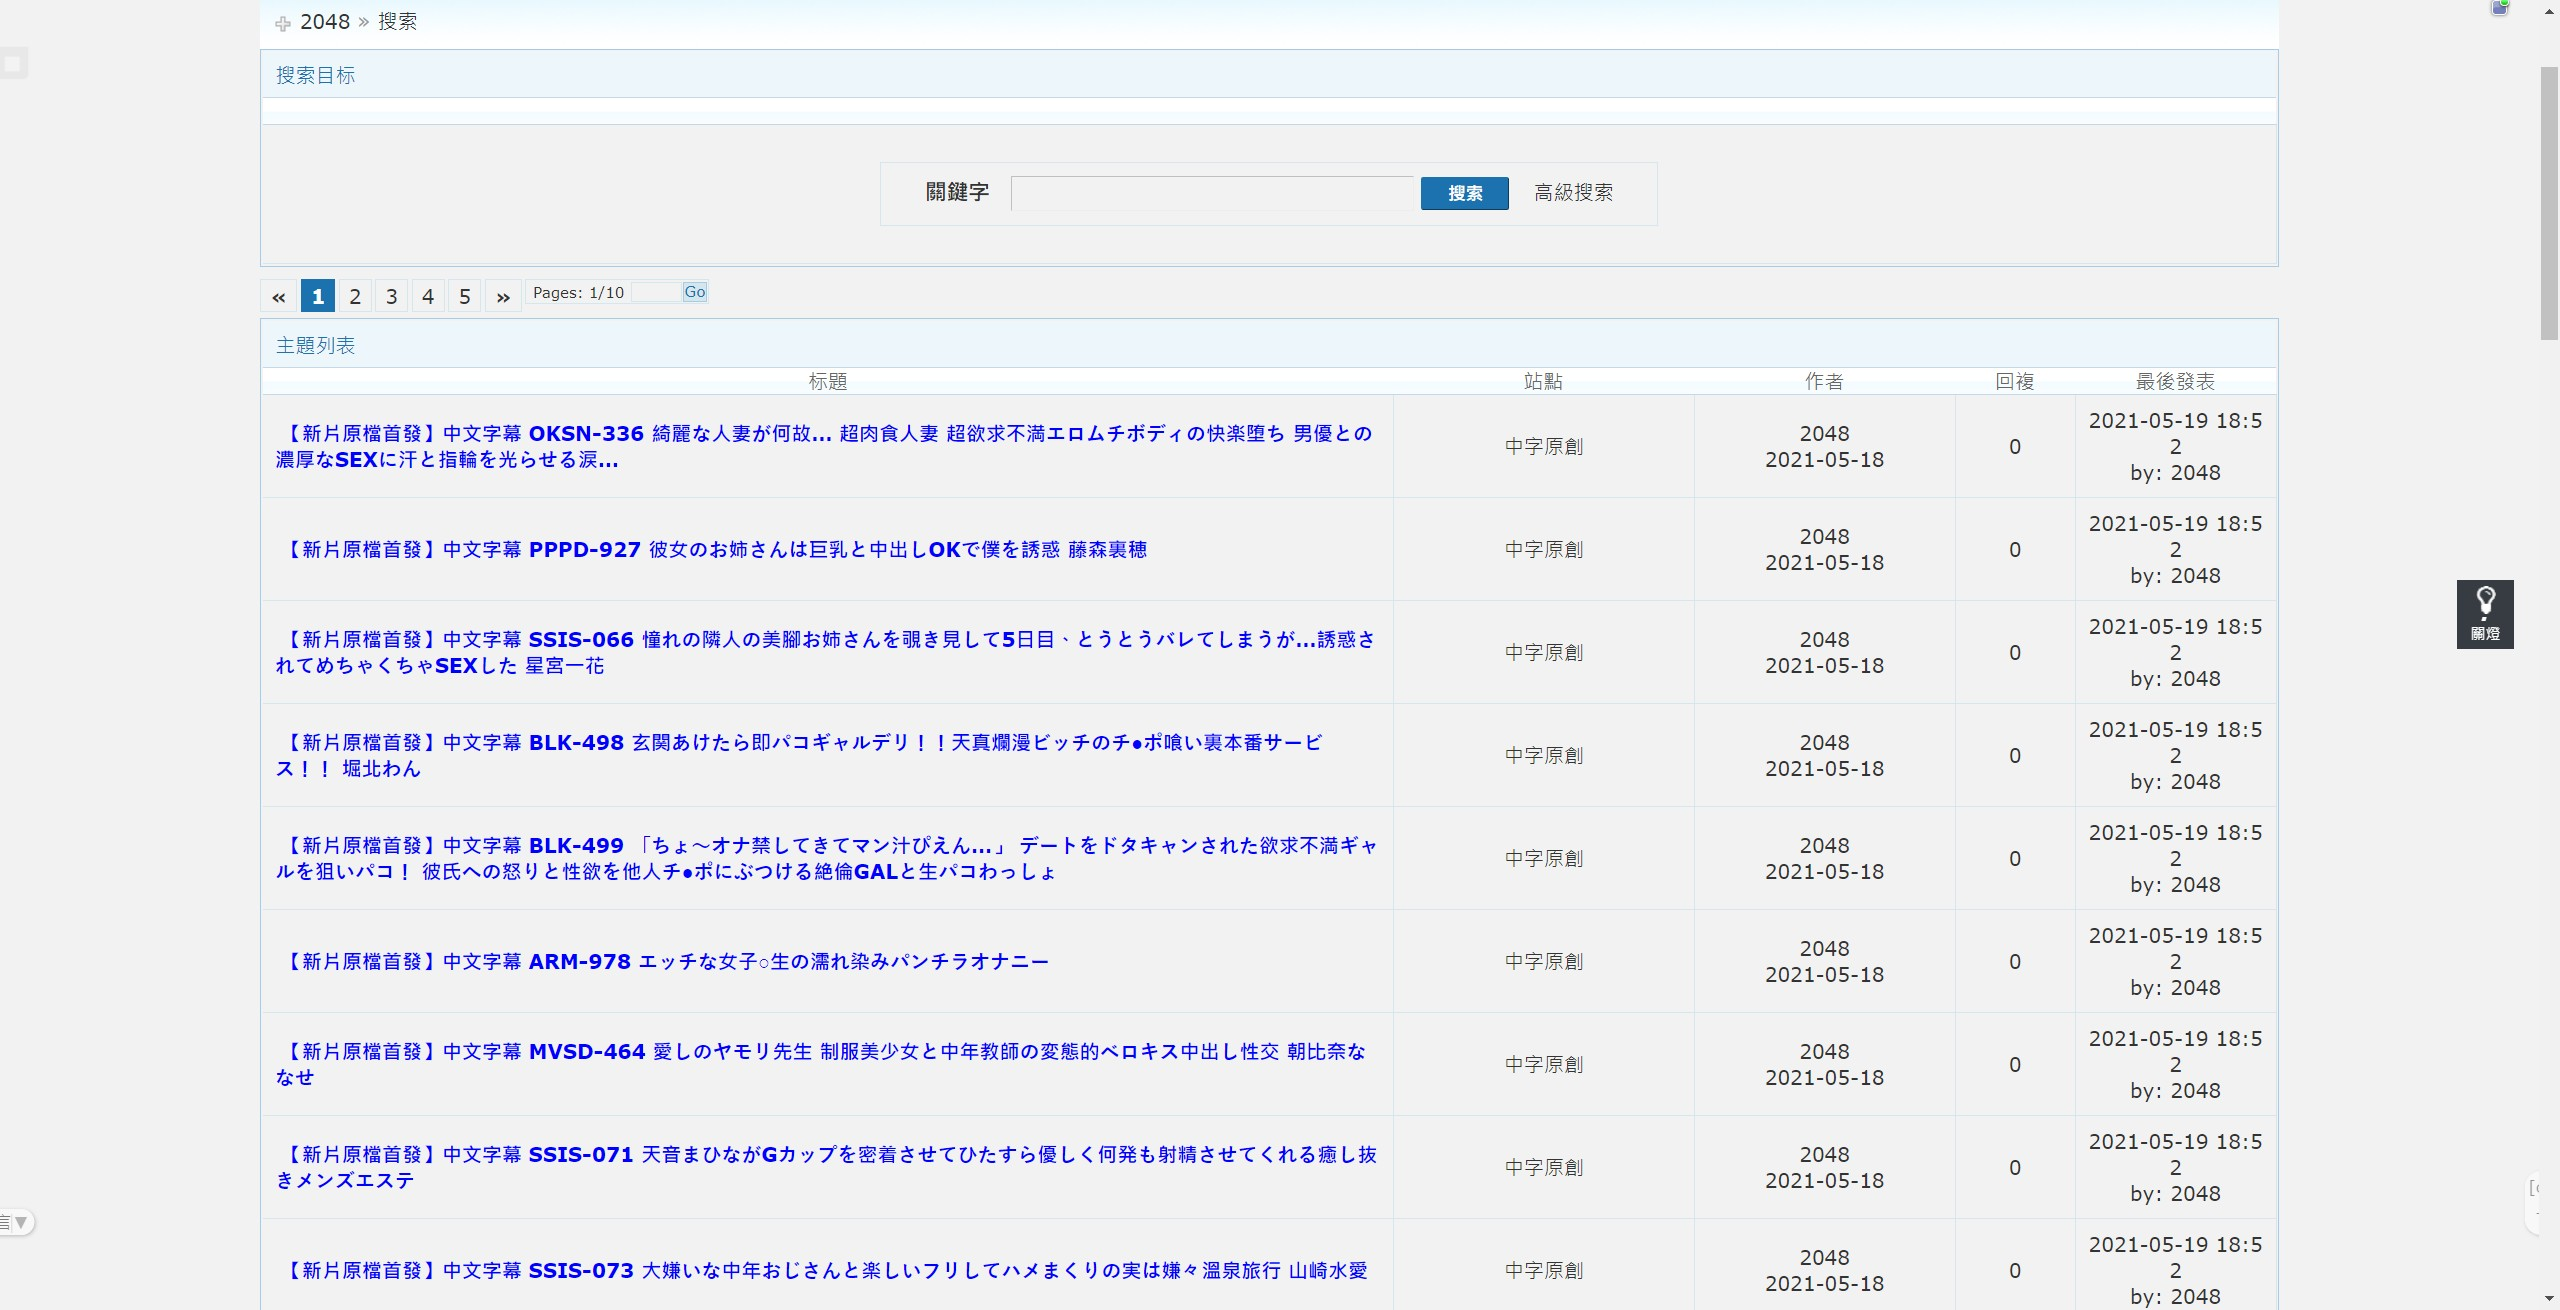 2048 » 搜索
搜索目标
關鍵字 搜索 高級搜索
« 1 2 3 4 5 » Pages: 1/10 Go
主題列表
标題 站點 作者 回複 最後發表
【新片原檔首發】中文字幕 OKSN-336 綺麗な人妻が何故... 超肉食人妻 超欲求不満エロムチボディの快楽堕ち 男優との
濃厚なSEXに汗と指輪を光らせる涙...
中字原創
2048
2021-05-18
0
2021-05-19 18:5
2
by: 2048
【新片原檔首發】中文字幕 PPPD-927 彼女のお姉さんは巨乳と中出しOKで僕を誘惑 藤森裏穂
中字原創
2048
2021-05-18
0
2021-05-19 18:5
2
by: 2048
【新片原檔首發】中文字幕 SSIS-066 憧れの隣人の美腳お姉さんを覗き見して5日目、とうとうバレてしまうが...誘惑さ
れてめちゃくちゃSEXした 星宮一花
中字原創
2048
2021-05-18
0
2021-05-19 18:5
2
by: 2048
【新片原檔首發】中文字幕 BLK-498 玄関あけたら即パコギャルデリ！！天真爛漫ビッチのチ●ポ喰い裏本番サービ
ス！！ 堀北わん
中字原創
2048
2021-05-18
0
2021-05-19 18:5
2
by: 2048
【新片原檔首發】中文字幕 BLK-499 「ちょ～オナ禁してきてマン汁ぴえん...」 デートをドタキャンされた欲求不満ギャ
ルを狙いパコ！ 彼氏への怒りと性欲を他人チ●ポにぶつける絶倫GALと生パコわっしょ
中字原創
2048
2021-05-18
0
2021-05-19 18:5
2
by: 2048
【新片原檔首發】中文字幕 ARM-978 エッチな女子○生の濡れ染みパンチラオナニー
中字原創
2048
2021-05-18
0
2021-05-19 18:5
2
by: 2048
【新片原檔首發】中文字幕 MVSD-464 愛しのヤモリ先生 制服美少女と中年教師の変態的ベロキス中出し性交 朝比奈な
なせ
中字原創
2048
2021-05-18
0
2021-05-19 18:5
2
by: 2048
【新片原檔首發】中文字幕 SSIS-071 天音まひながGカップを密着させてひたすら優しく何発も射精させてくれる癒し抜
きメンズエステ
中字原創
2048
2021-05-18
0
2021-05-19 18:5
2
by: 2048
【新片原檔首發】中文字幕 SSIS-073 大嫌いな中年おじさんと楽しいフリしてハメまくりの実は嫌々溫泉旅行 山崎水愛
中字原創
2048
2021-05-18
0
2021-05-19 18:5
2
by: 2048
關燈